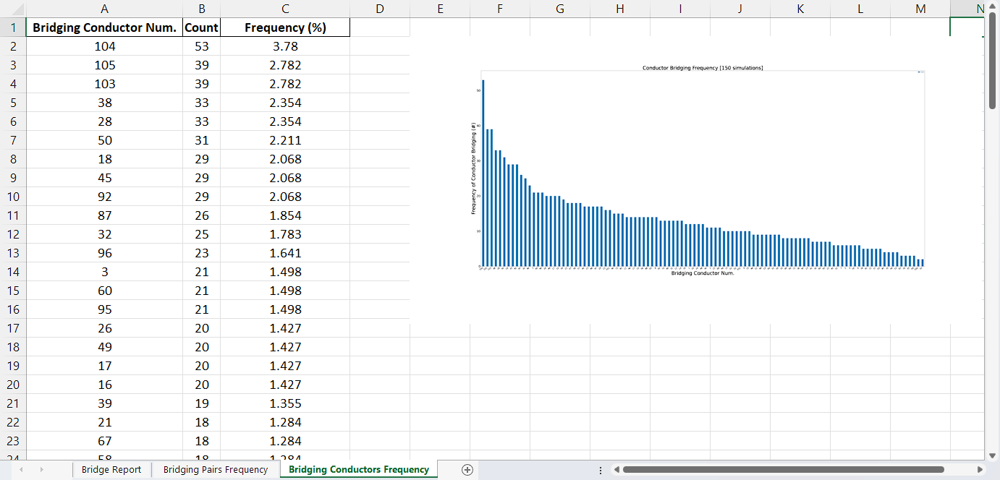 A B C D E F G H I J K L M N
1 Bridging Conductor Num. Count Frequency (%)
2 104 53 3.78
3 105 39 2.782
4 103 39 2.782
5 38 33 2.354
6 28 33 2.354
7 50 31 2.211
8 18 29 2.068
9 45 29 2.068
10 92 29 2.068
11 87 26 1.854
12 32 25 1.783
13 96 23 1.641
14 3 21 1.498
15 60 21 1.498
16 95 21 1.498
17 26 20 1.427
18 49 20 1.427
19 17 20 1.427
20 16 20 1.427
21 39 19 1.355
22 21 18 1.284
23 67 18 1.284
24 58 18 1.284
Conductor Bridging Frequency [150 simulations]
Frequency of Conductor Bridging (#)
50
40
30
20
10
0
Bridging Conductor Num.
Bridge Report Bridging Pairs Frequency Bridging Conductors Frequency